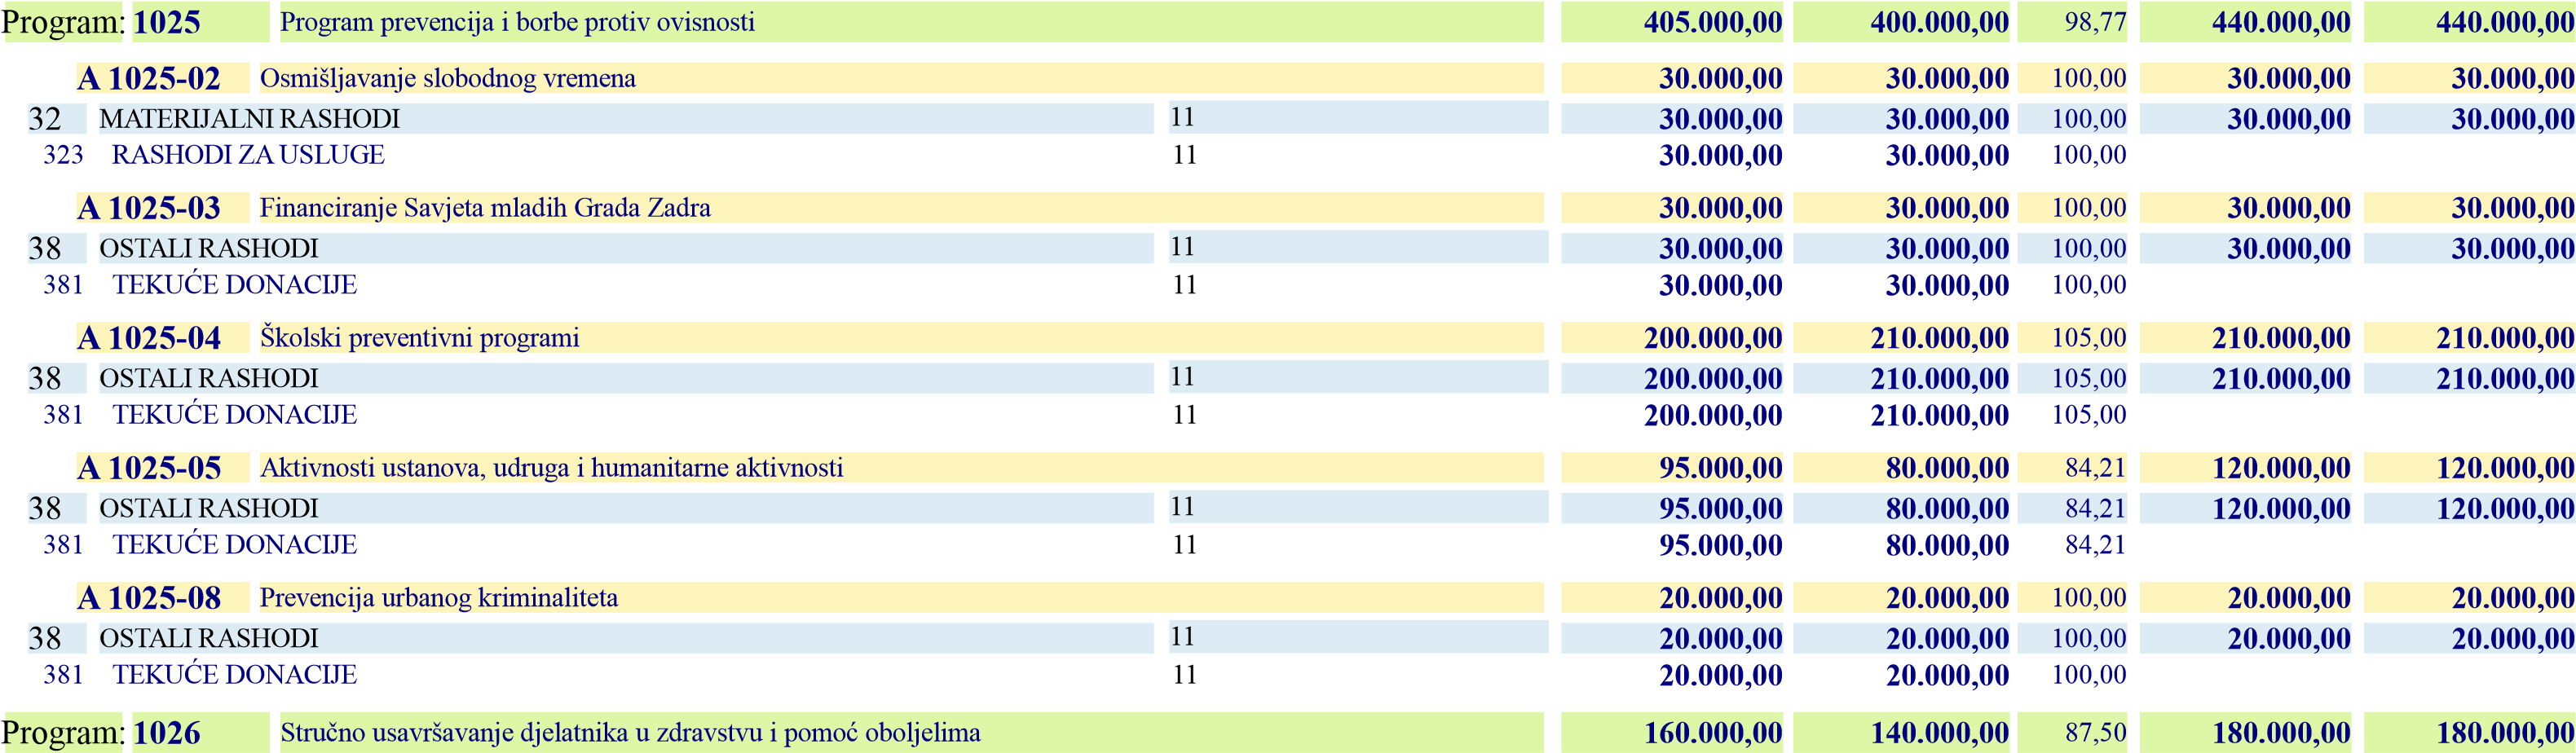 Program: 1025 Program prevencija i borbe protiv ovisnosti 405.000,00 400.000,00 98,77 440.000,00 440.000,00
A 1025-02 Osmišljavanje slobodnog vremena 30.000,00 30.000,00 100,00 30.000,00 30.000,00
32 MATERIJALNI RASHODI 11 30.000,00 30.000,00 100,00 30.000,00 30.000,00
323 RASHODI ZA USLUGE 11 30.000,00 30.000,00 100,00
A 1025-03 Financiranje Savjeta mladih Grada Zadra 30.000,00 30.000,00 100,00 30.000,00 30.000,00
38 OSTALI RASHODI 11 30.000,00 30.000,00 100,00 30.000,00 30.000,00
381 TEKUĆE DONACIJE 11 30.000,00 30.000,00 100,00
A 1025-04 Školski preventivni programi 200.000,00 210.000,00 105,00 210.000,00 210.000,00
38 OSTALI RASHODI 11 200.000,00 210.000,00 105,00 210.000,00 210.000,00
381 TEKUĆE DONACIJE 11 200.000,00 210.000,00 105,00
A 1025-05 Aktivnosti ustanova, udruga i humanitarne aktivnosti 95.000,00 80.000,00 84,21 120.000,00 120.000,00
38 OSTALI RASHODI 11 95.000,00 80.000,00 84,21 120.000,00 120.000,00
381 TEKUĆE DONACIJE 11 95.000,00 80.000,00 84,21
A 1025-08 Prevencija urbanog kriminaliteta 20.000,00 20.000,00 100,00 20.000,00 20.000,00
38 OSTALI RASHODI 11 20.000,00 20.000,00 100,00 20.000,00 20.000,00
381 TEKUĆE DONACIJE 11 20.000,00 20.000,00 100,00
Program: 1026 Stručno usavršavanje djelatnika u zdravstvu i pomoć oboljelima 160.000,00 140.000,00 87,50 180.000,00 180.000,00